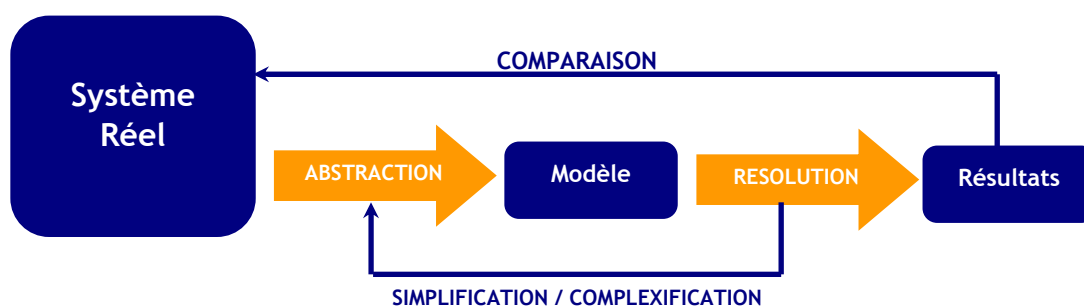 COMPARAISON
Système
Réel
ABSTRACTION
Modèle
RESOLUTION
Résultats
SIMPLIFICATION / COMPLEXIFICATION